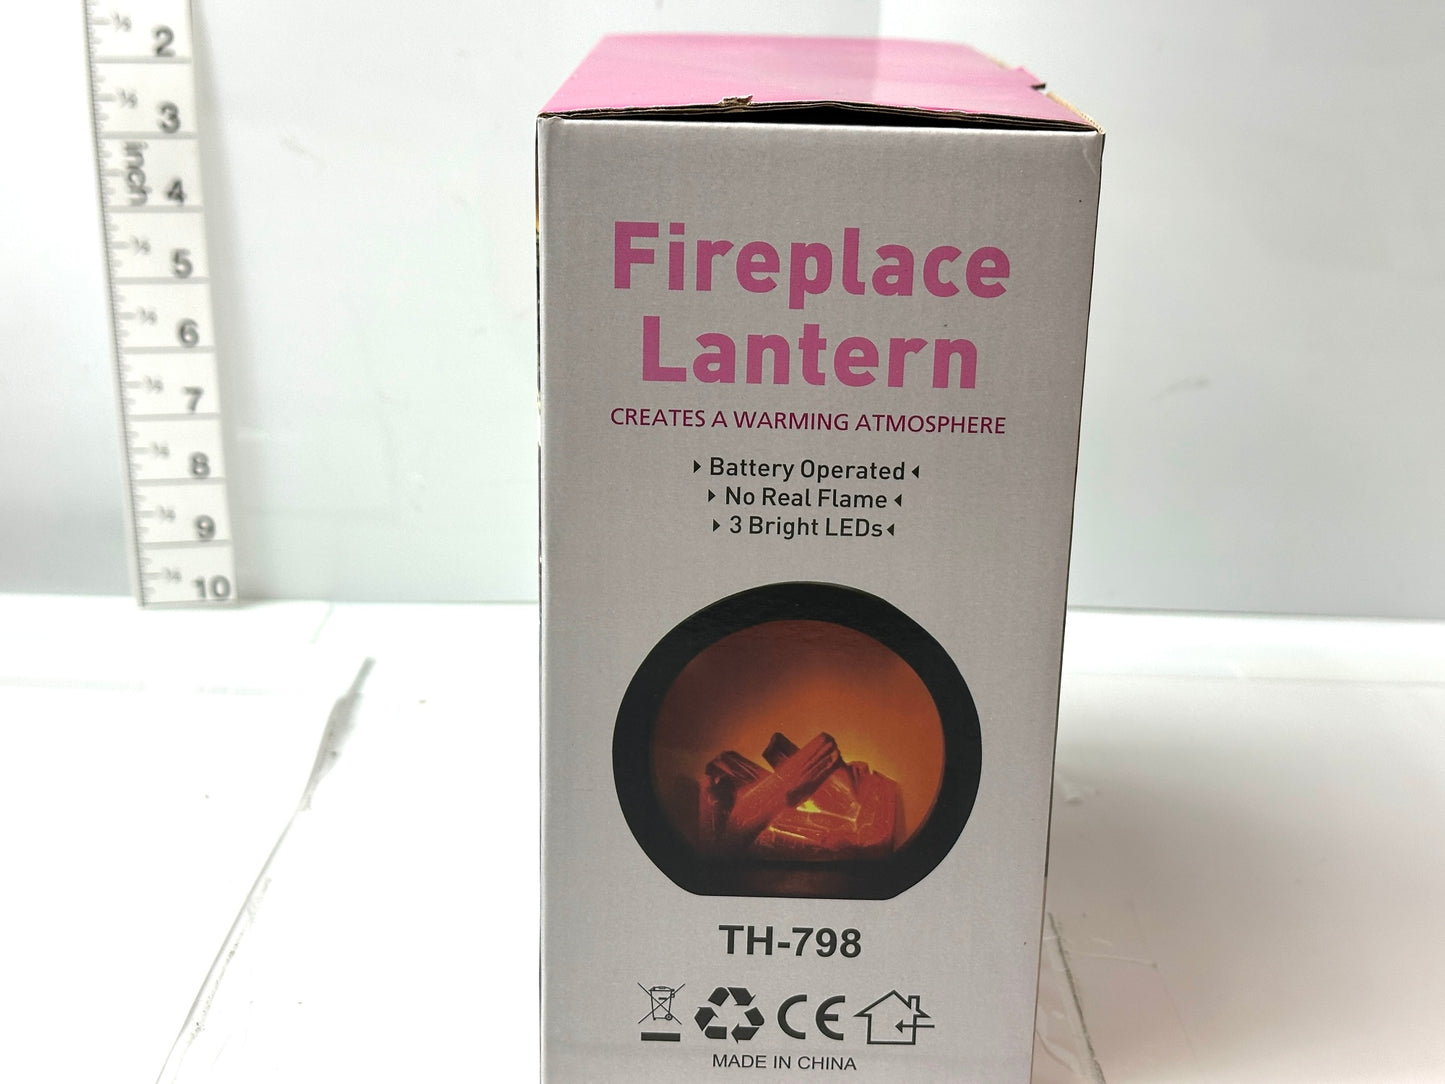 2
3
inch
4
5
6
7
8
9
10
Fireplace
Lantern
CREATES A WARMING ATMOSPHERE
Battery Operated
No Real Flame
3 Bright LEDs
TH-798
CE
MADE IN CHINA